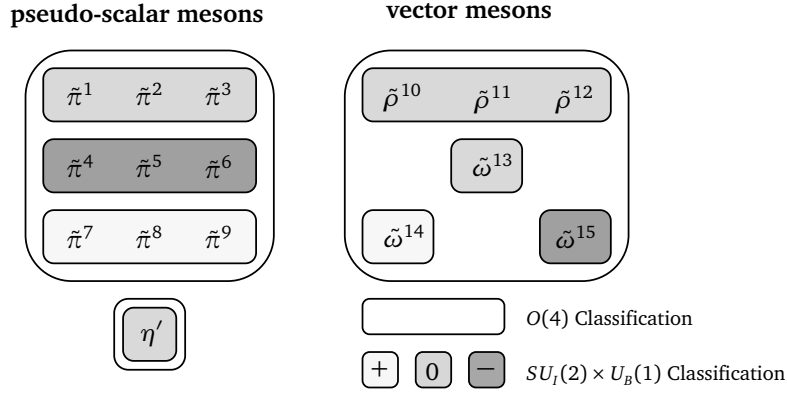 pseudo-scalar mesons
vector mesons
π̃¹ π̃² π̃³
ρ̃¹⁰ ρ̃¹¹ ρ̃¹²
π̃⁴ π̃⁵ π̃⁶
ω̃¹³
π̃⁷ π̃⁸ π̃⁹
ω̃¹⁴ ω̃¹⁵
η′
O(4) Classification
+ 0 − SU_I(2) × U_B(1) Classification